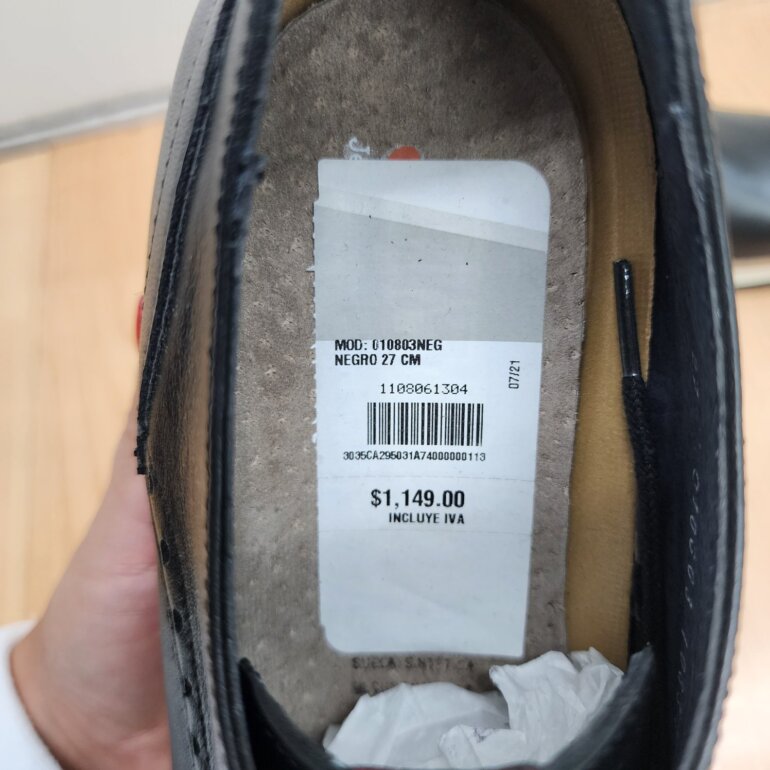 MOD: 010803NEG
NEGRO 27 CM
07/21
1108061304
3035CA295031A74000000113
$1,149.00
INCLUYE IVA